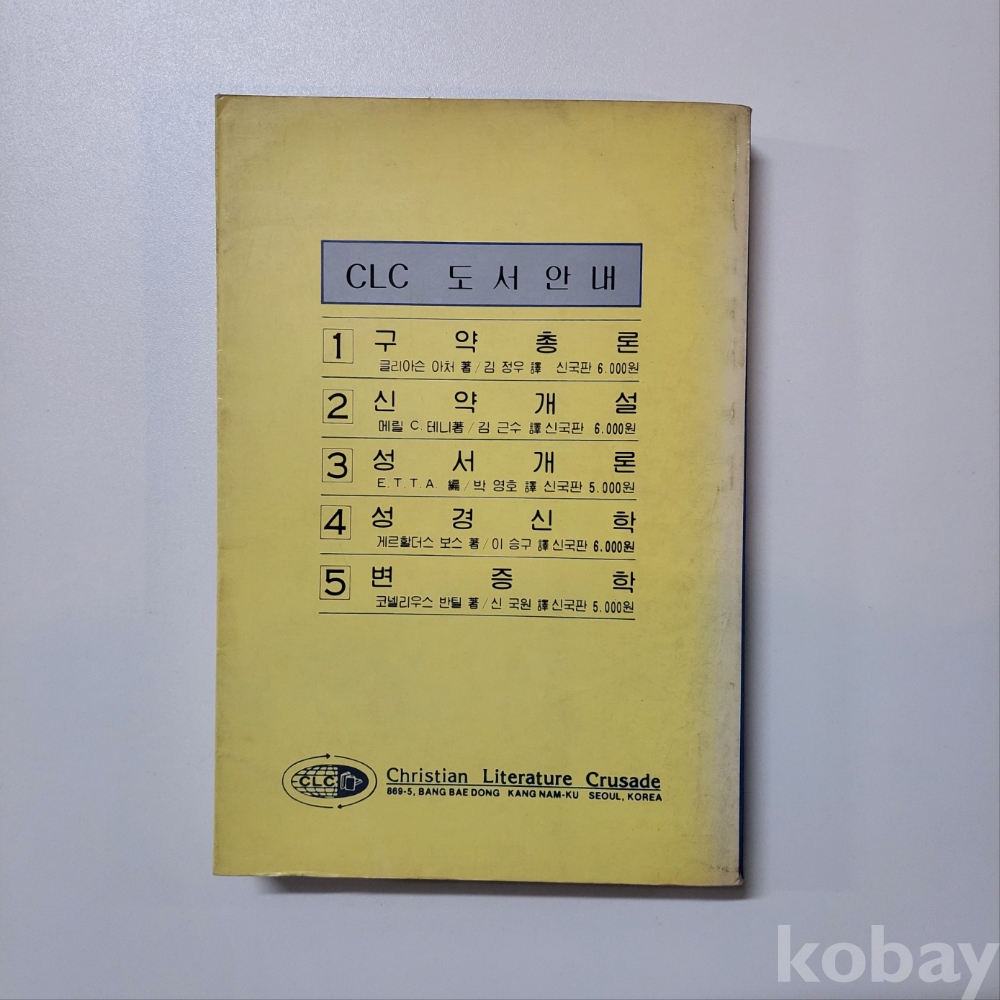 CLC 도서안내
1 구약총론
글리아슨 아처 著 / 김 정우 譯 신국판 6.000원
2 신약개설
메릴 C. 테니著 / 김 근수 譯 신국판 6.000원
3 성서개론
E.T.T.A. 編 / 박 영호 譯 신국판 5.000원
4 성경신학
게르할더스 보스 著 / 이 승구 譯 신국판 6.000원
5 변증학
코넬리우스 반틸 著 / 신 국원 譯 신국판 5.000원
CLC Christian Literature Crusade
869-5, BANG BAE DONG KANG NAM-KU SEOUL, KOREA
kobay